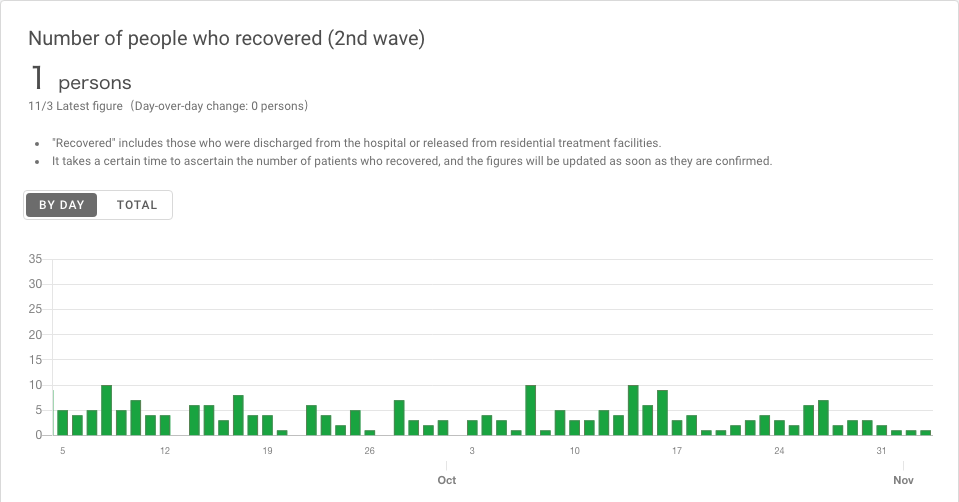 Number of people who recovered (2nd wave)
1 persons
11/3 Latest figure（Day-over-day change: 0 persons）
• "Recovered" includes those who were discharged from the hospital or released from residential treatment facilities.
• It takes a certain time to ascertain the number of patients who recovered, and the figures will be updated as soon as they are confirmed.
BY DAY TOTAL
35
30
25
20
15
10
5
0
5 12 19 26 3 10 17 24 31
Oct Nov